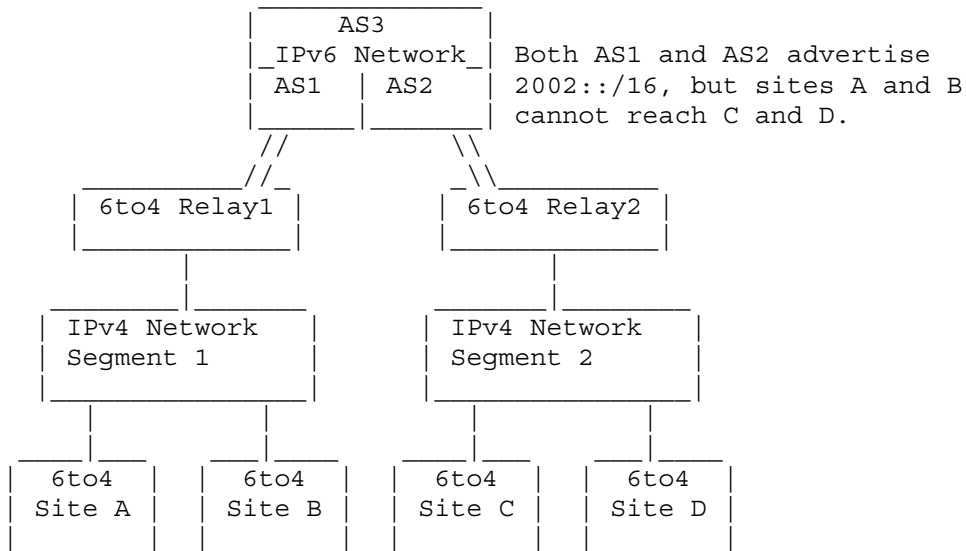 AS3
IPv6 Network
Both AS1 and AS2 advertise
AS1 AS2
2002::/16, but sites A and B
cannot reach C and D.
6to4 Relay1
6to4 Relay2
IPv4 Network
Segment 1
IPv4 Network
Segment 2
6to4
Site A
6to4
Site B
6to4
Site C
6to4
Site D